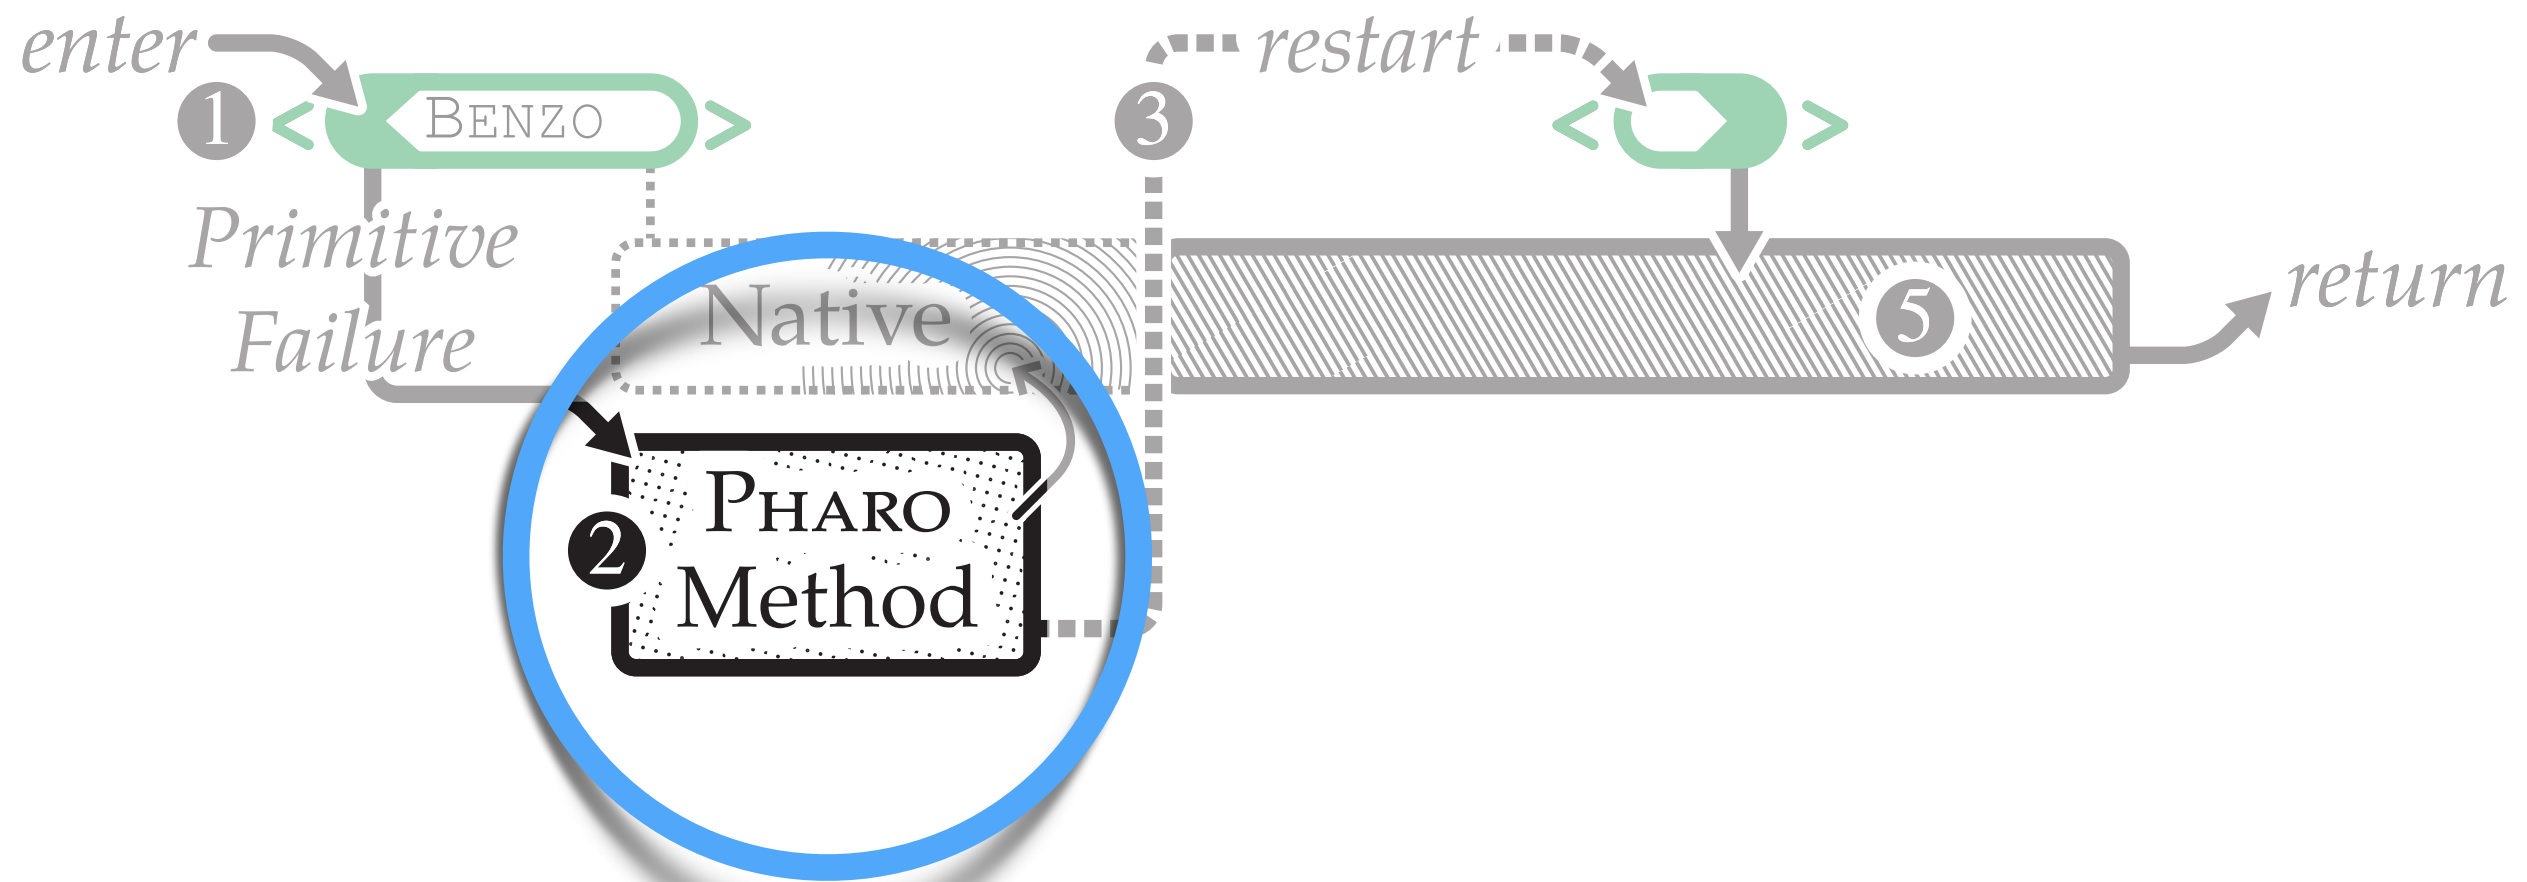 enter
restart
1
< BENZO >
3
< >
Primitive
Failure
Native
5
return
2
PHARO
Method